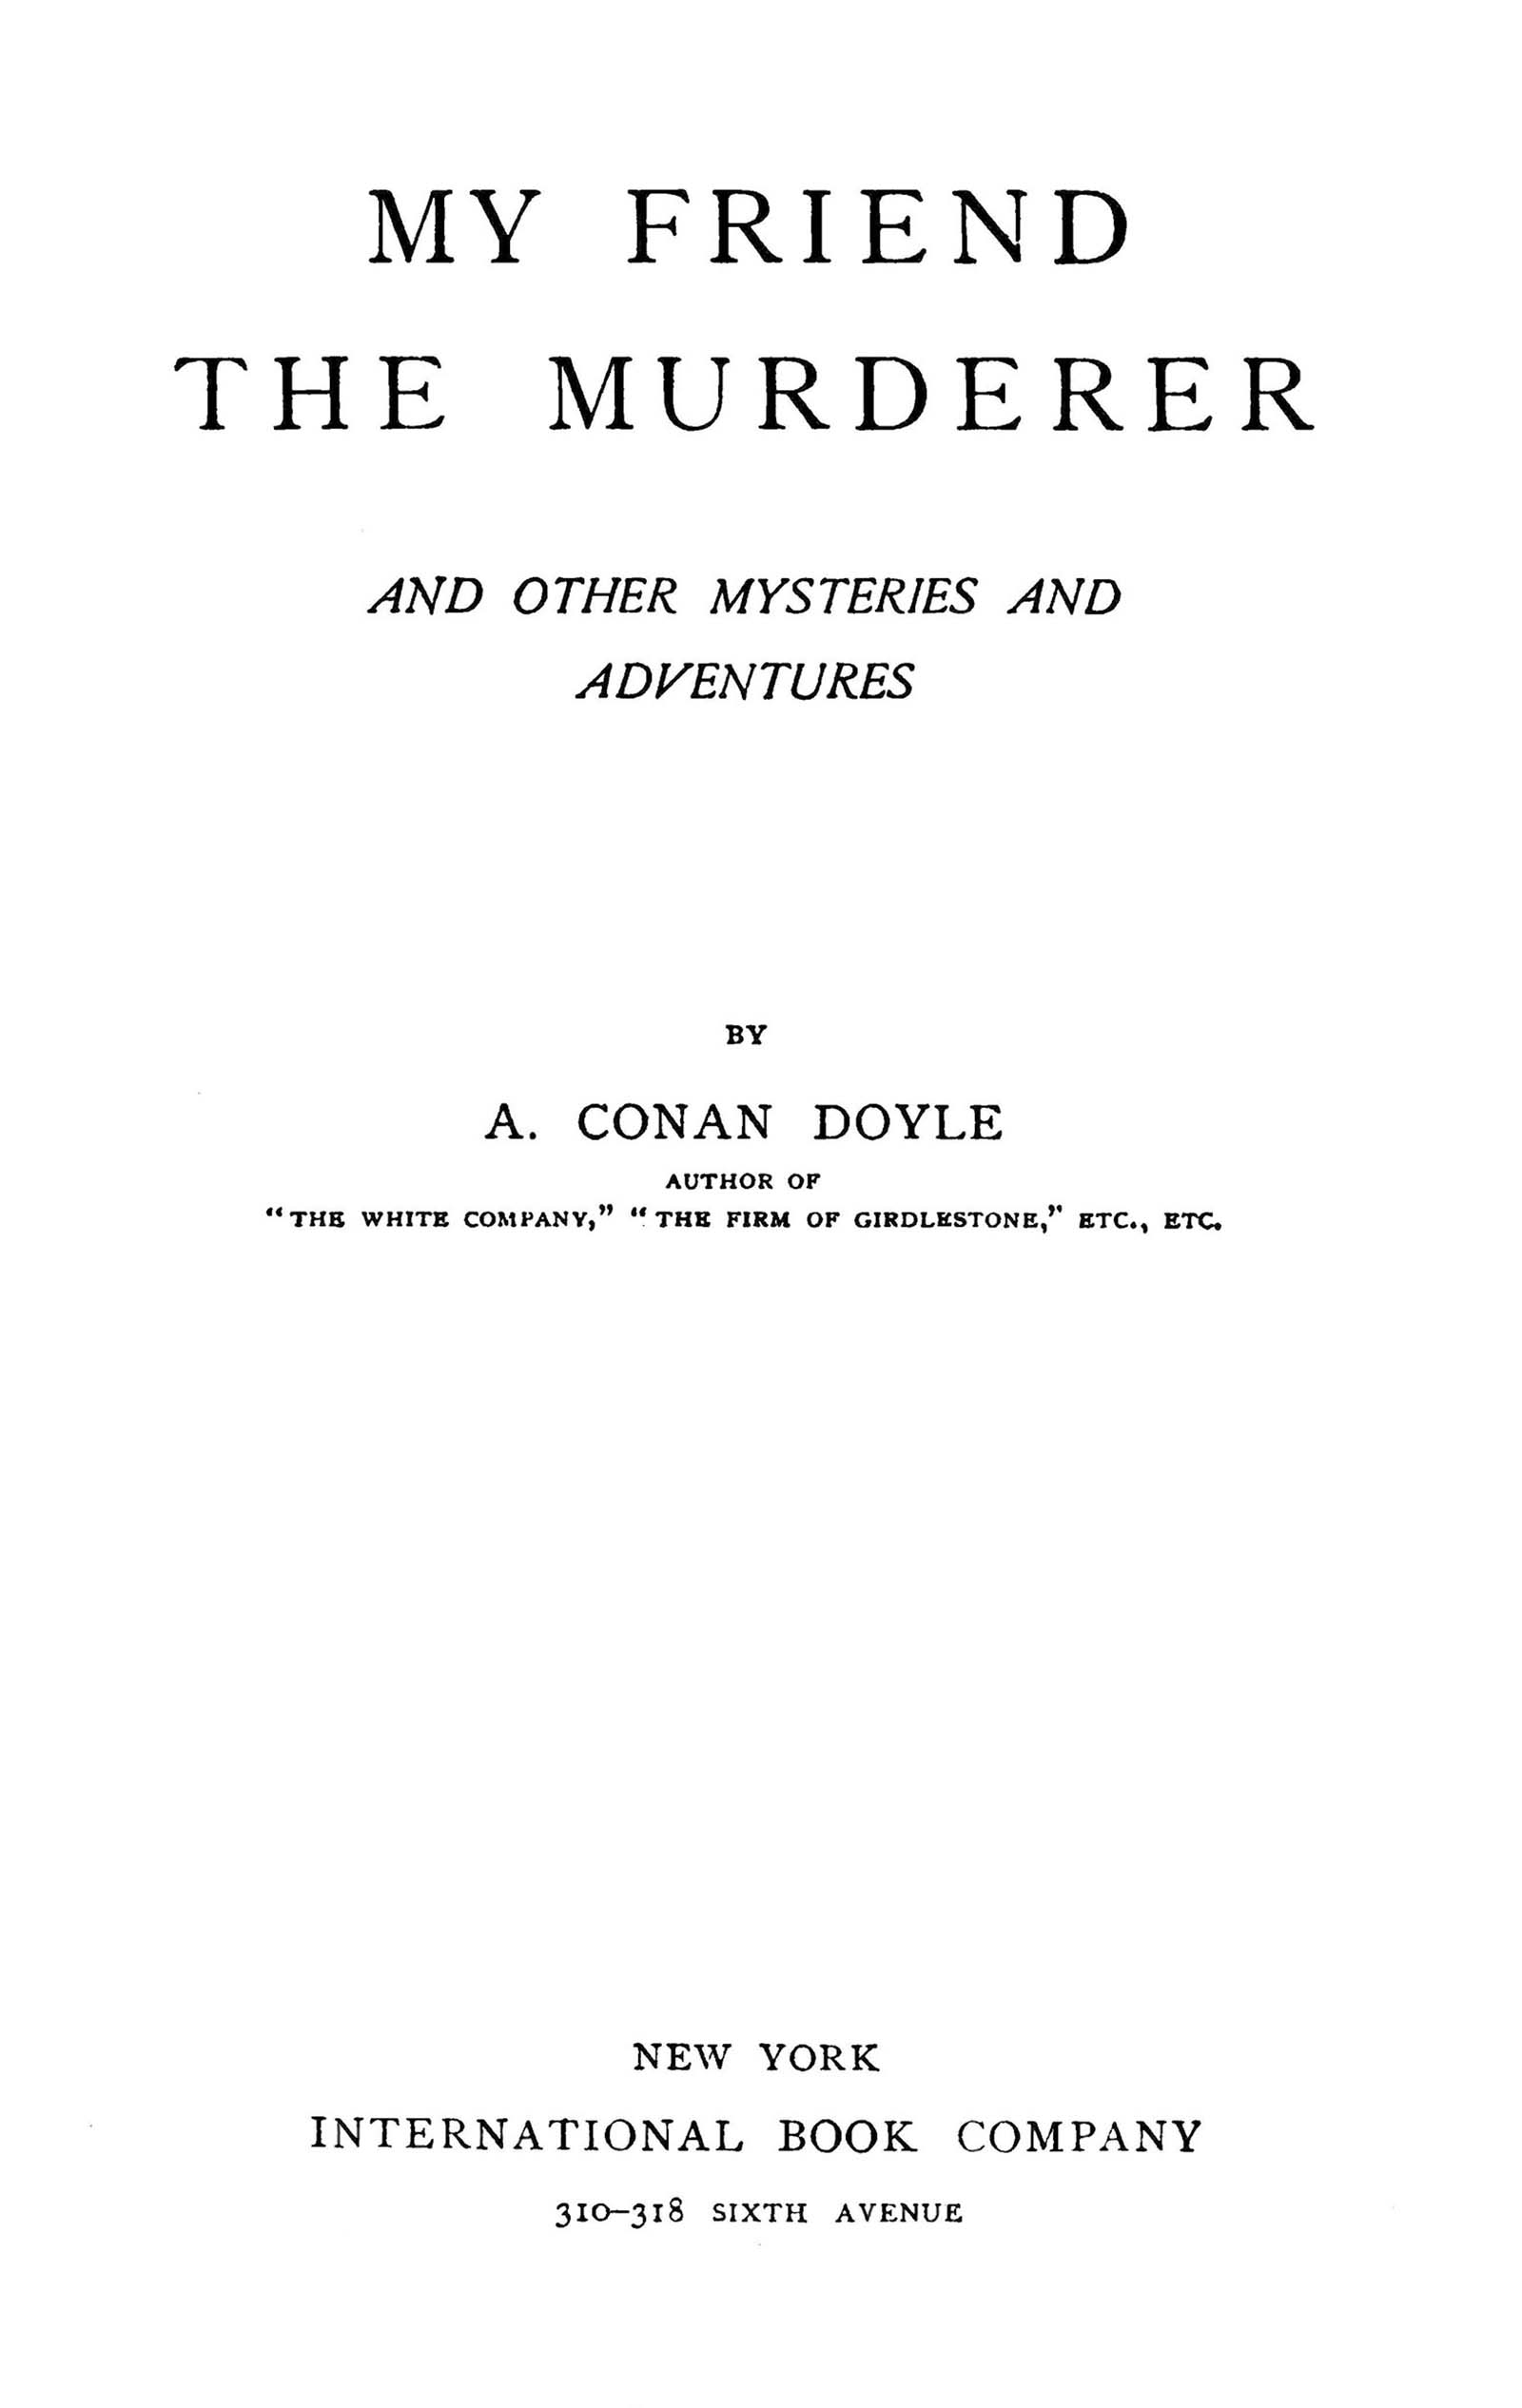 MY FRIEND
THE MURDERER
AND OTHER MYSTERIES AND
ADVENTURES
BY
A. CONAN DOYLE
AUTHOR OF
“THE WHITE COMPANY,” “THE FIRM OF GIRDLESTONE,” ETC., ETC.
NEW YORK
INTERNATIONAL BOOK COMPANY
310–318 SIXTH AVENUE